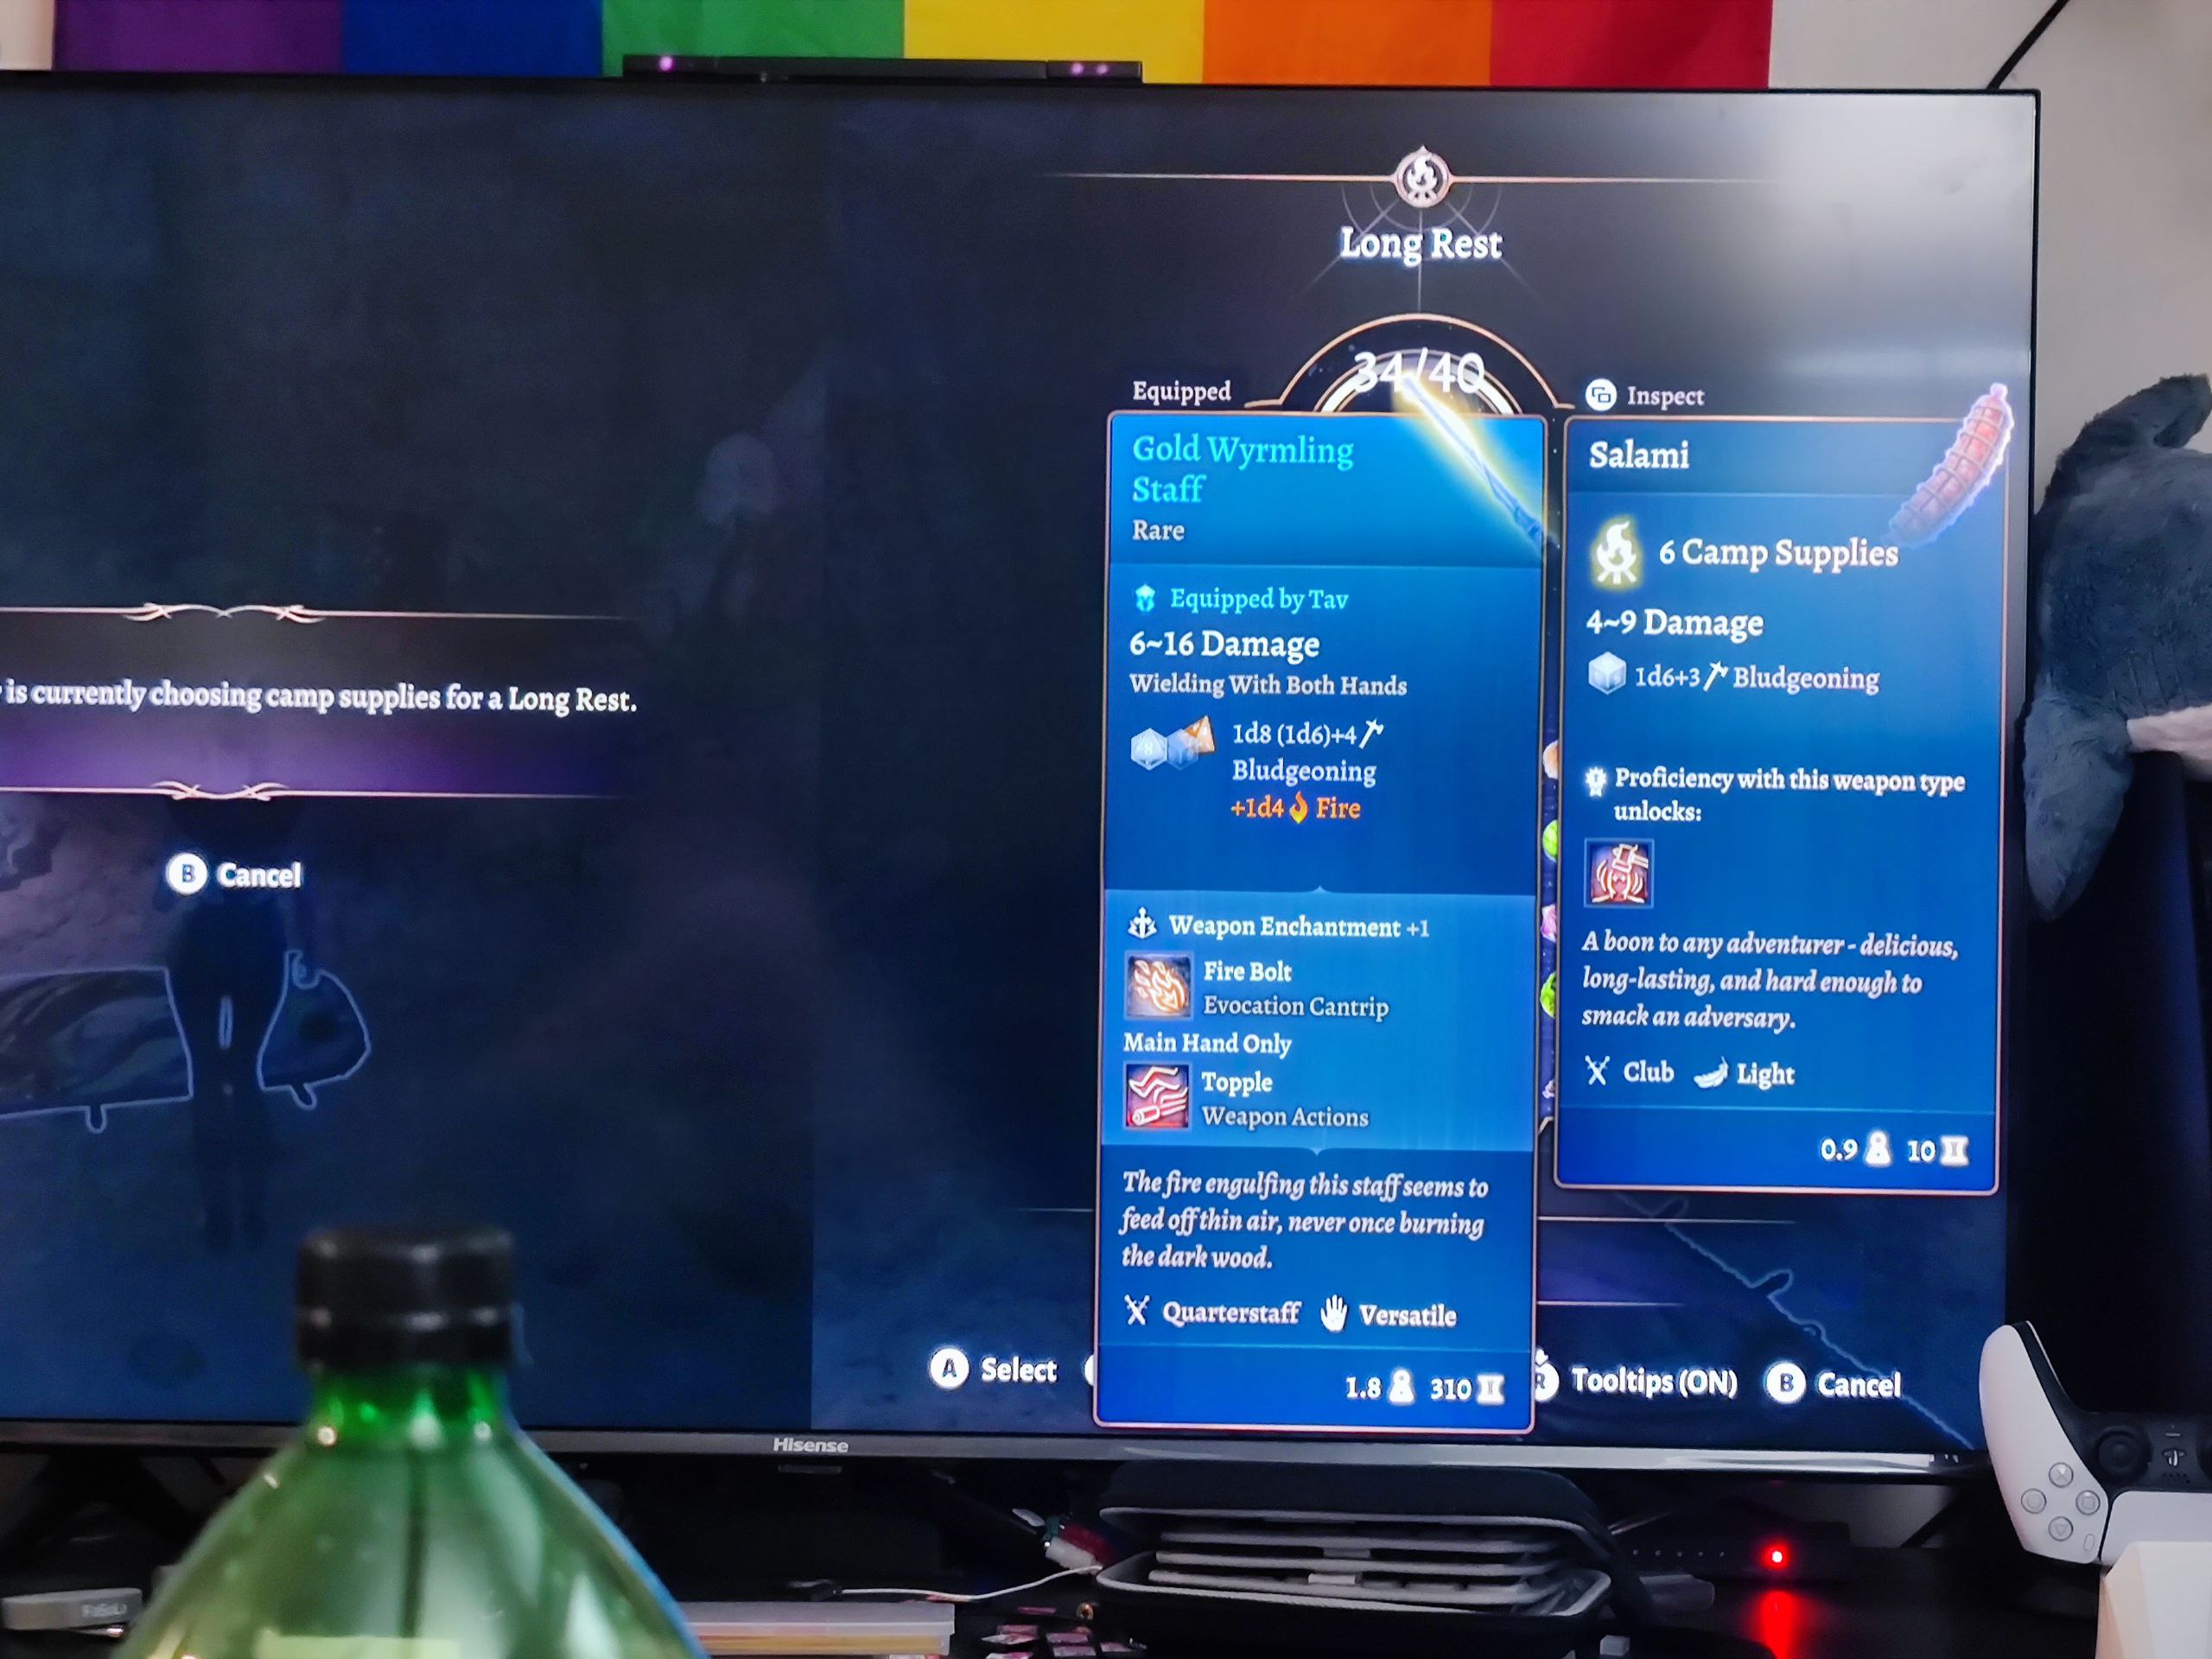 Long Rest
34/40
Equipped
Gold Wyrmling
Staff
Rare
Equipped by Tav
6~16 Damage
Wielding With Both Hands
1d8 (1d6)+4
Bludgeoning
+1d4 Fire
Weapon Enchantment +1
Fire Bolt
Evocation Cantrip
Main Hand Only
Topple
Weapon Actions
The fire engulfing this staff seems to
feed off thin air, never once burning
the dark wood.
Quarterstaff Versatile
1.8 310
Inspect
Salami
6 Camp Supplies
4~9 Damage
1d6+3 Bludgeoning
Proficiency with this weapon type
unlocks:
A boon to any adventurer - delicious,
long-lasting, and hard enough to
smack an adversary.
Club Light
0.9 10
is currently choosing camp supplies for a Long Rest.
B Cancel
A Select
R Tooltips (ON) B Cancel
Hisense